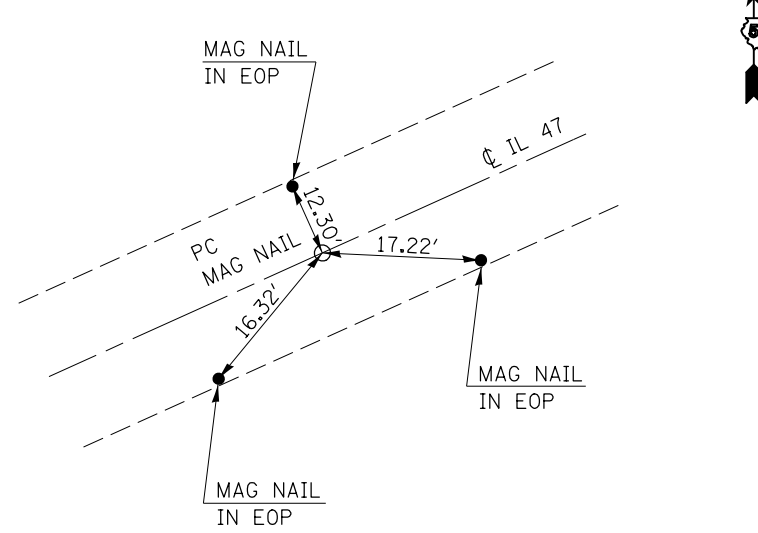 MAG NAIL
IN EOP
℄ IL 47
12.30'
PC
MAG NAIL
17.22'
16.32'
MAG NAIL
IN EOP
MAG NAIL
IN EOP
5